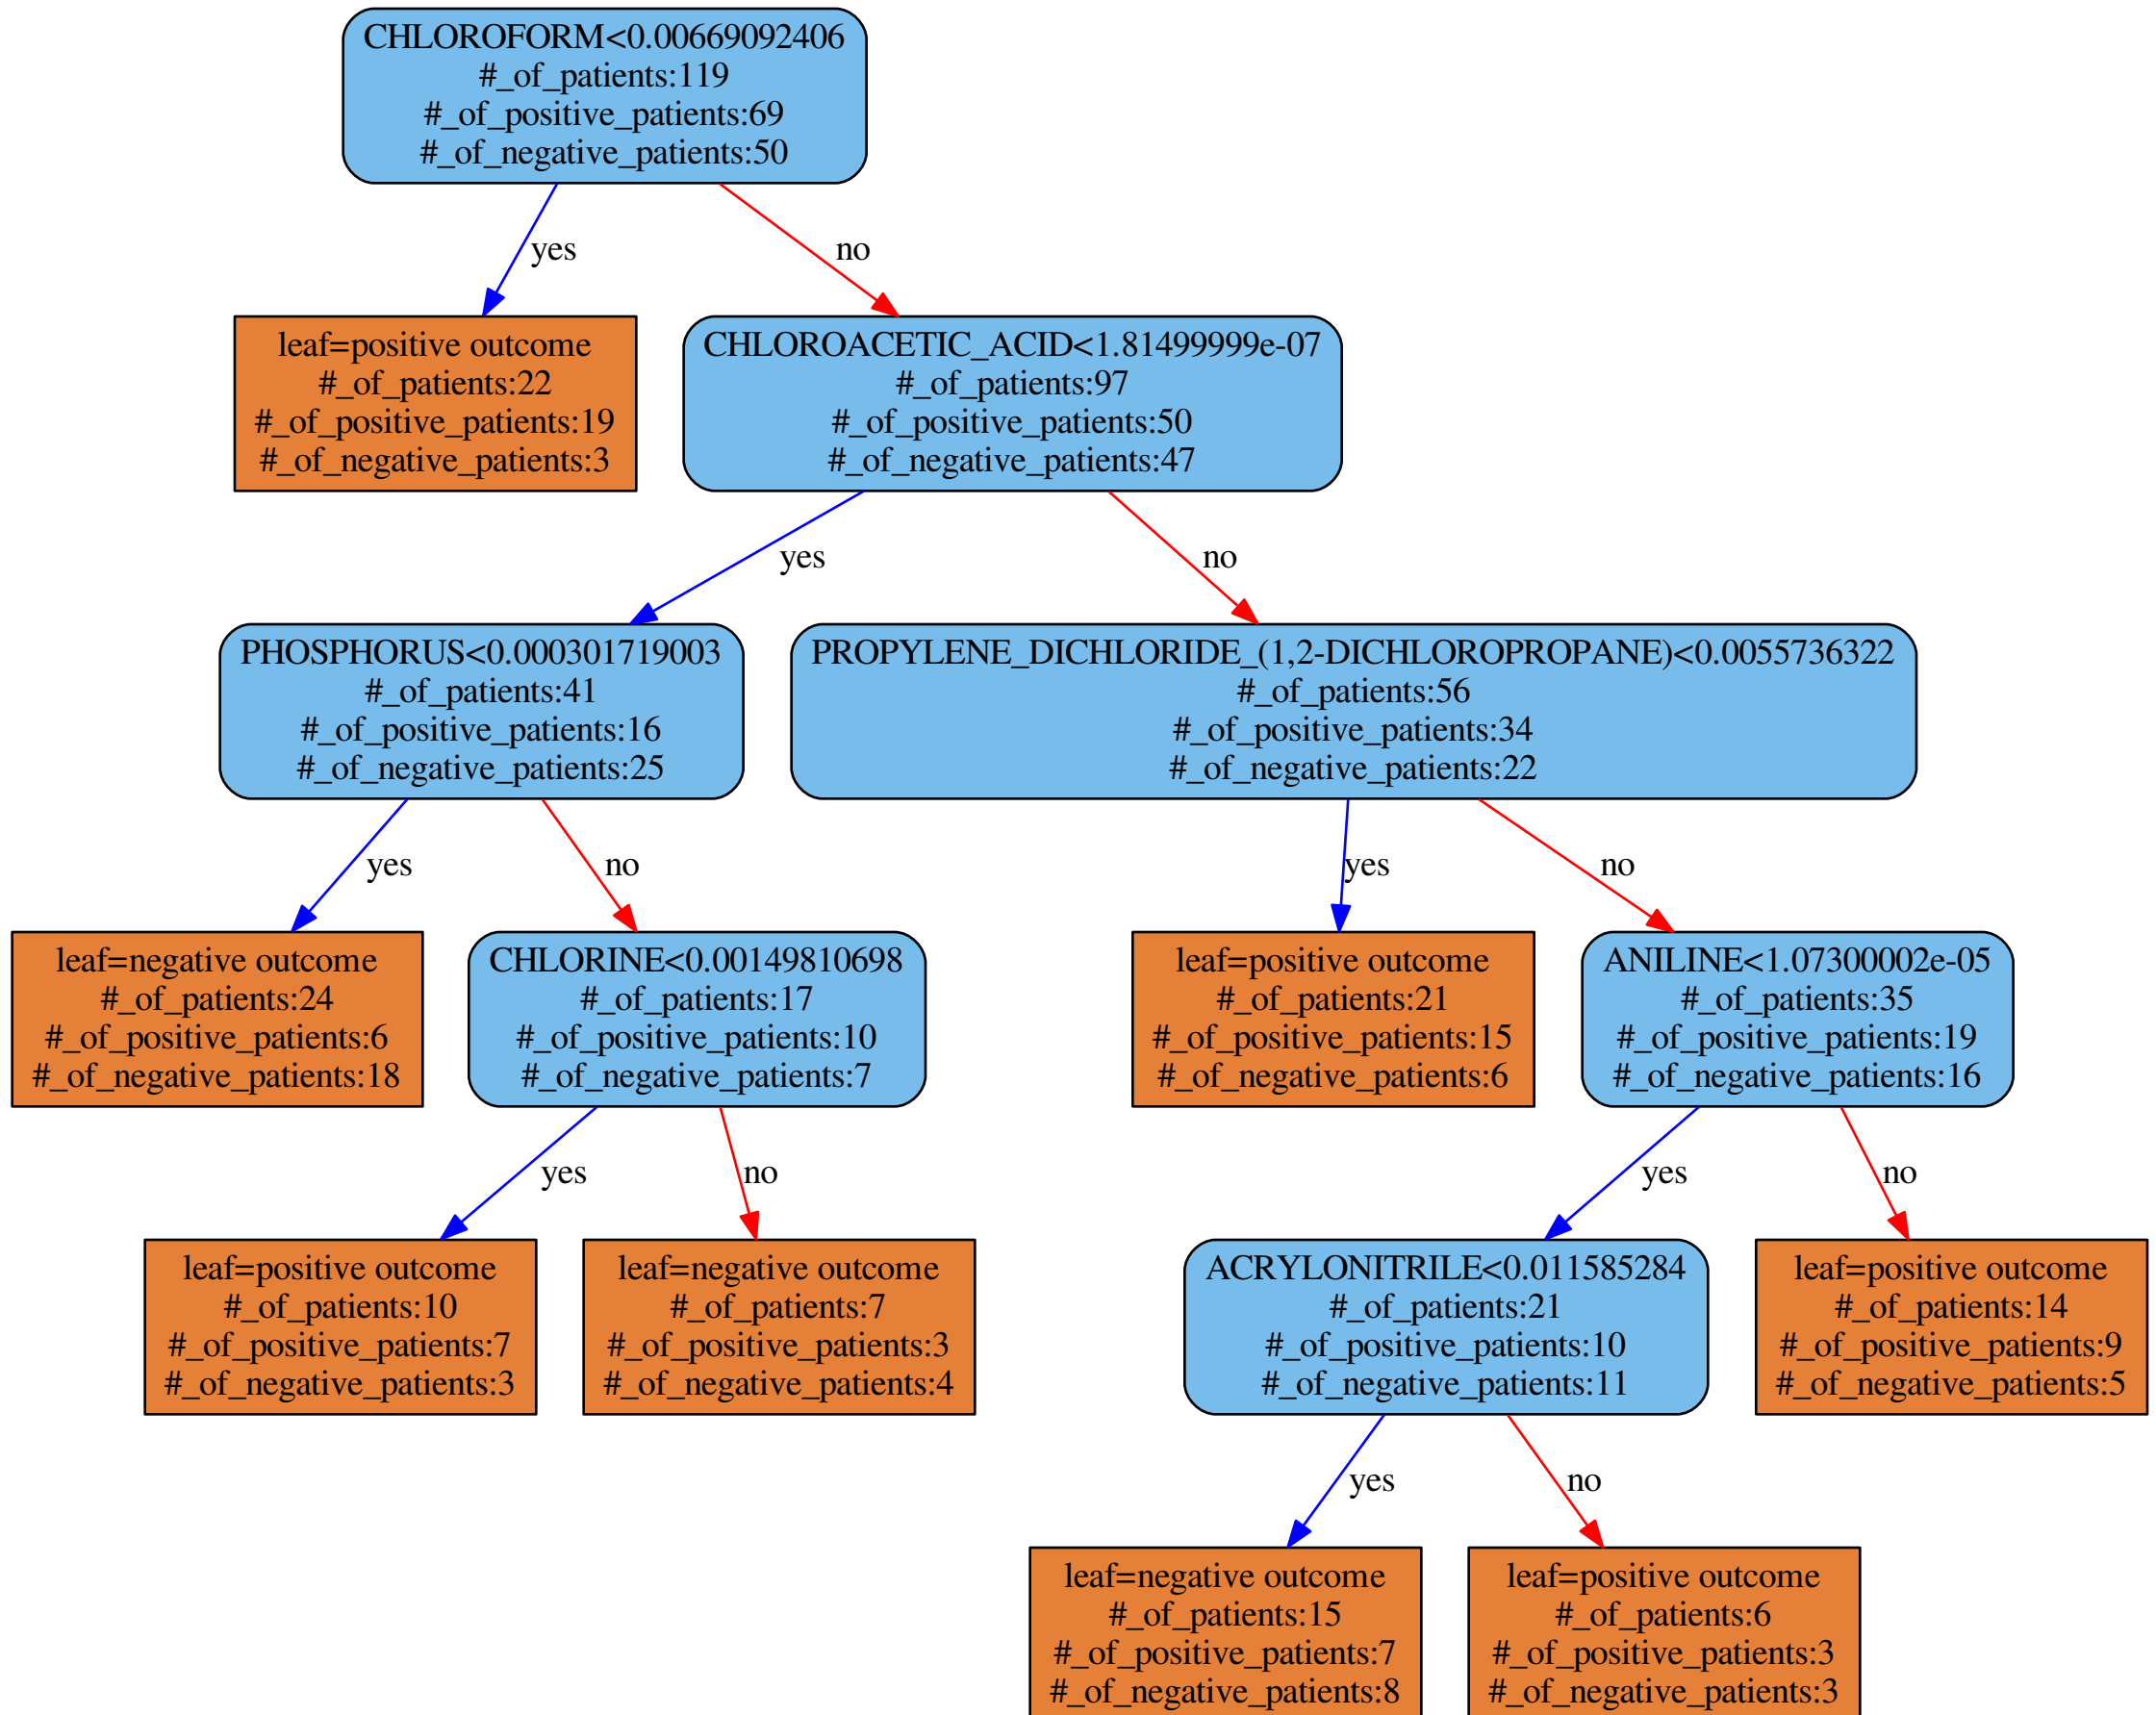 CHLOROFORM<0.00669092406
#_of_patients:119
#_of_positive_patients:69
#_of_negative_patients:50
yes
no
leaf=positive outcome
#_of_patients:22
#_of_positive_patients:19
#_of_negative_patients:3
CHLOROACETIC_ACID<1.81499999e-07
#_of_patients:97
#_of_positive_patients:50
#_of_negative_patients:47
yes
no
PHOSPHORUS<0.000301719003
#_of_patients:41
#_of_positive_patients:16
#_of_negative_patients:25
PROPYLENE_DICHLORIDE_(1,2-DICHLOROPROPANE)<0.0055736322
#_of_patients:56
#_of_positive_patients:34
#_of_negative_patients:22
yes
no
yes
no
leaf=negative outcome
#_of_patients:24
#_of_positive_patients:6
#_of_negative_patients:18
CHLORINE<0.00149810698
#_of_patients:17
#_of_positive_patients:10
#_of_negative_patients:7
leaf=positive outcome
#_of_patients:21
#_of_positive_patients:15
#_of_negative_patients:6
ANILINE<1.07300002e-05
#_of_patients:35
#_of_positive_patients:19
#_of_negative_patients:16
yes
no
yes
no
leaf=positive outcome
#_of_patients:10
#_of_positive_patients:7
#_of_negative_patients:3
leaf=negative outcome
#_of_patients:7
#_of_positive_patients:3
#_of_negative_patients:4
ACRYLONITRILE<0.011585284
#_of_patients:21
#_of_positive_patients:10
#_of_negative_patients:11
leaf=positive outcome
#_of_patients:14
#_of_positive_patients:9
#_of_negative_patients:5
yes
no
leaf=negative outcome
#_of_patients:15
#_of_positive_patients:7
#_of_negative_patients:8
leaf=positive outcome
#_of_patients:6
#_of_positive_patients:3
#_of_negative_patients:3